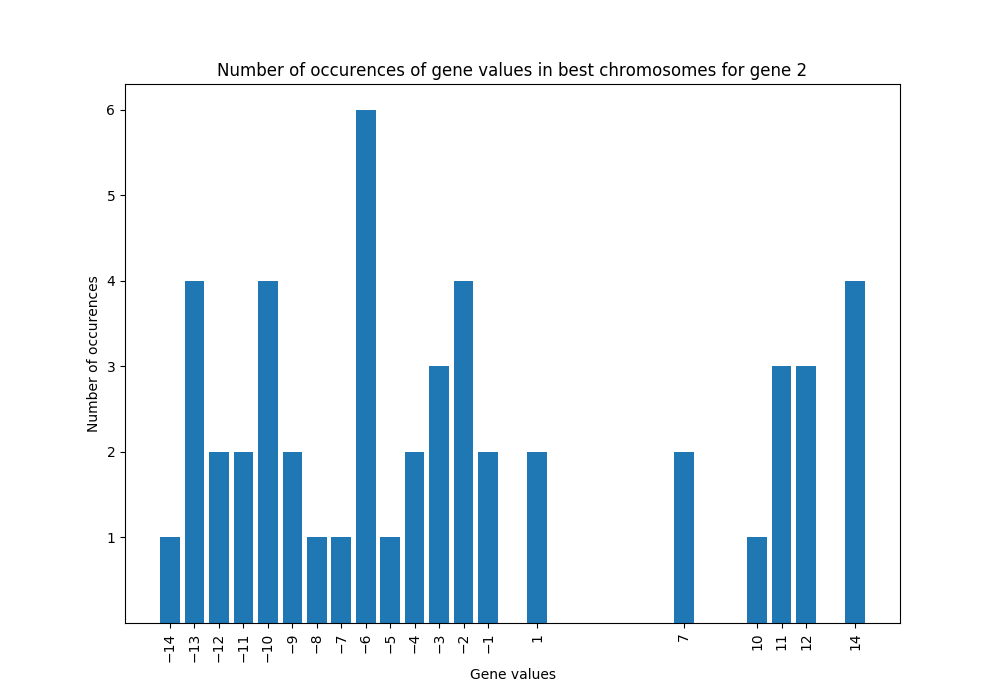 Number of occurences of gene values in best chromosomes for gene 2
6
5
4
3
2
1
Number of occurences
−14 −13 −12 −11 −10 −9 −8 −7 −6 −5 −4 −3 −2 −1 1 7 10 11 12 14
Gene values